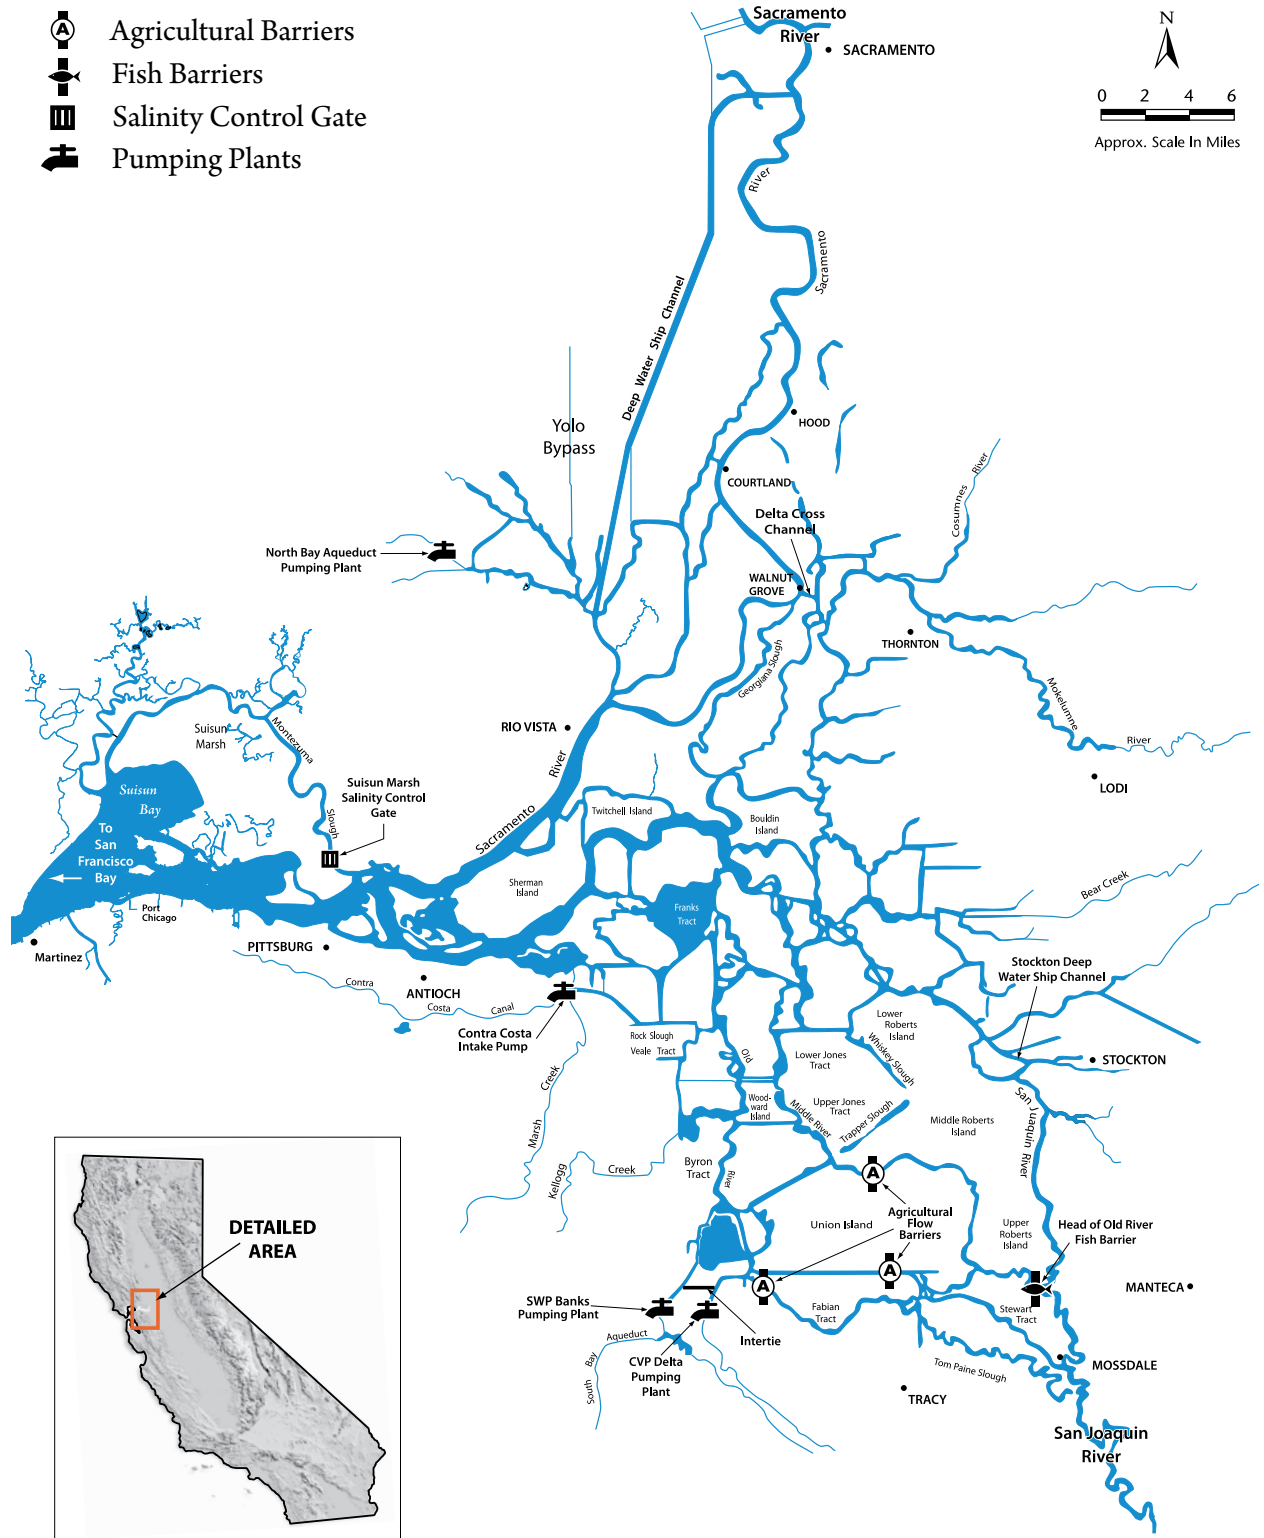 Agricultural Barriers
Fish Barriers
Salinity Control Gate
Pumping Plants
A
Sacramento
River
SACRAMENTO
N
0 2 4 6
Approx. Scale In Miles
River
Sacramento
Deep Water Ship Channel
Yolo
Bypass
HOOD
COURTLAND
Delta Cross
Channel
Cosumnes River
North Bay Aqueduct
Pumping Plant
WALNUT
GROVE
THORNTON
Georgiana Slough
Mokelumne
River
LODI
RIO VISTA
Suisun
Marsh
Montezuma
Slough
Suisun Marsh
Salinity Control
Gate
Suisun
Bay
To
San
Francisco
Bay
Port
Chicago
Martinez
Sacramento
River
Twitchell Island
Bouldin
Island
Sherman
Island
Franks
Tract
Bear Creek
PITTSBURG
ANTIOCH
Contra
Costa
Canal
Contra Costa
Intake Pump
Stockton Deep
Water Ship Channel
Lower
Roberts
Island
Rock Slough
Veale Tract
Old
Lower Jones
Tract
Whiskey Slough
STOCKTON
Marsh
Creek
Kellogg
Creek
Wood-
ward
Island
Middle River
Upper Jones
Tract
Trapper Slough
Middle Roberts
Island
San Juaquin River
Byron
Tract
River
A
Union Island
Agricultural
Flow
Barriers
Upper
Roberts
Island
Head of Old River
Fish Barrier
A
A
MANTECA
SWP Banks
Pumping Plant
Fabian
Tract
Stewart
Tract
Intertie
South Bay
Aqueduct
CVP Delta
Pumping
Plant
Tom Paine Slough
MOSSDALE
TRACY
San Joaquin
River
DETAILED
AREA